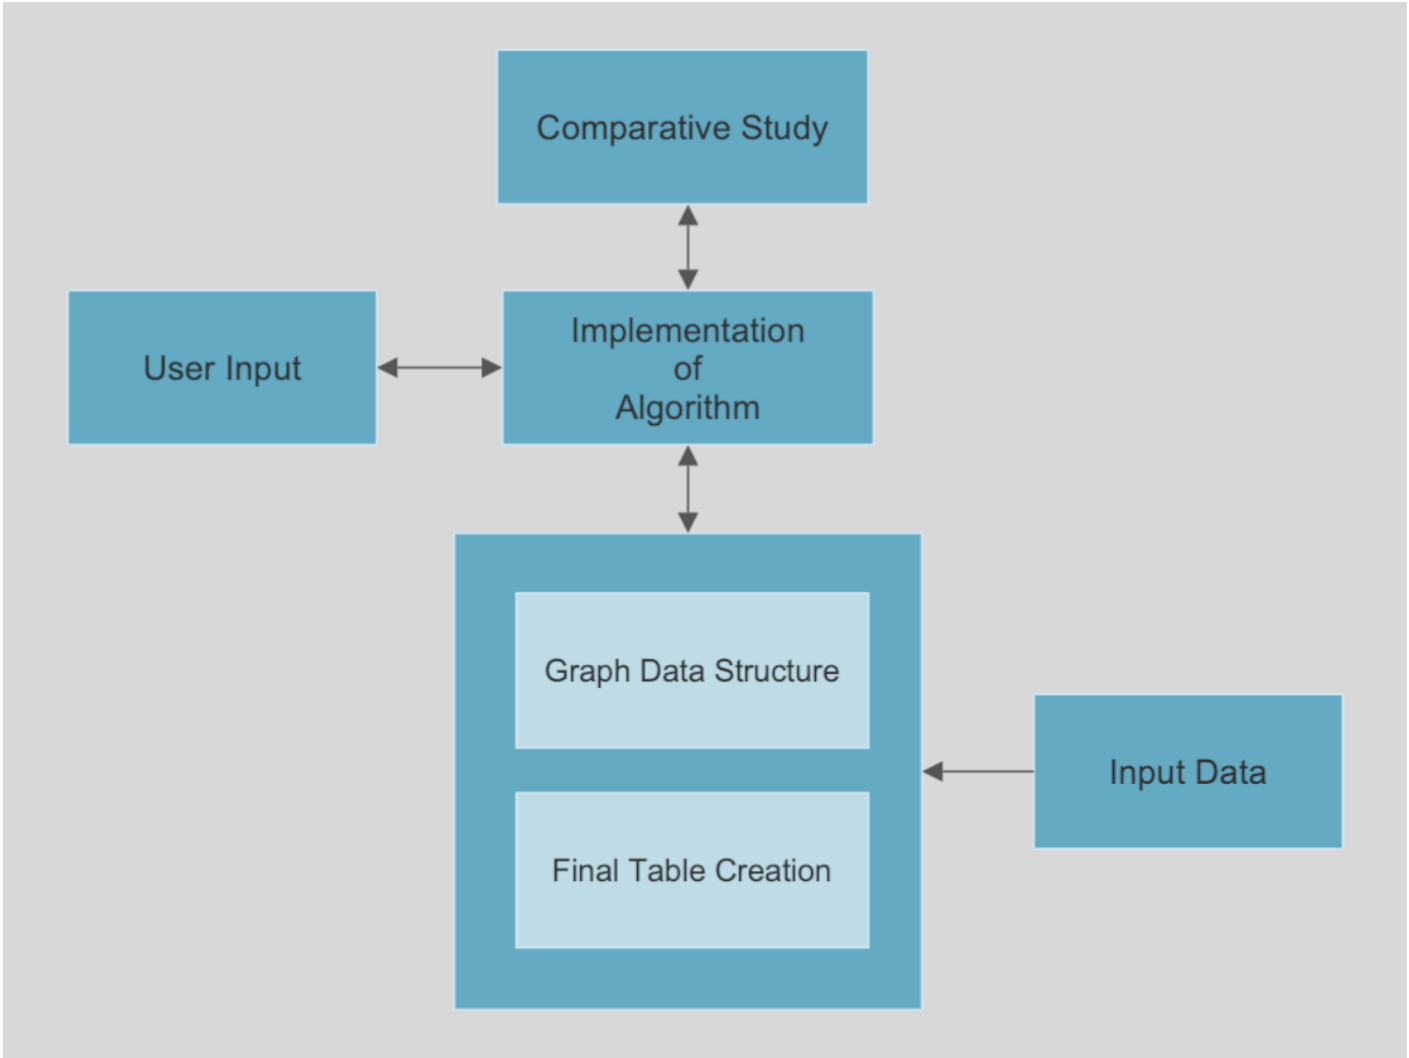 Comparative Study
User Input
Implementation
of
Algorithm
Graph Data Structure
Input Data
Final Table Creation